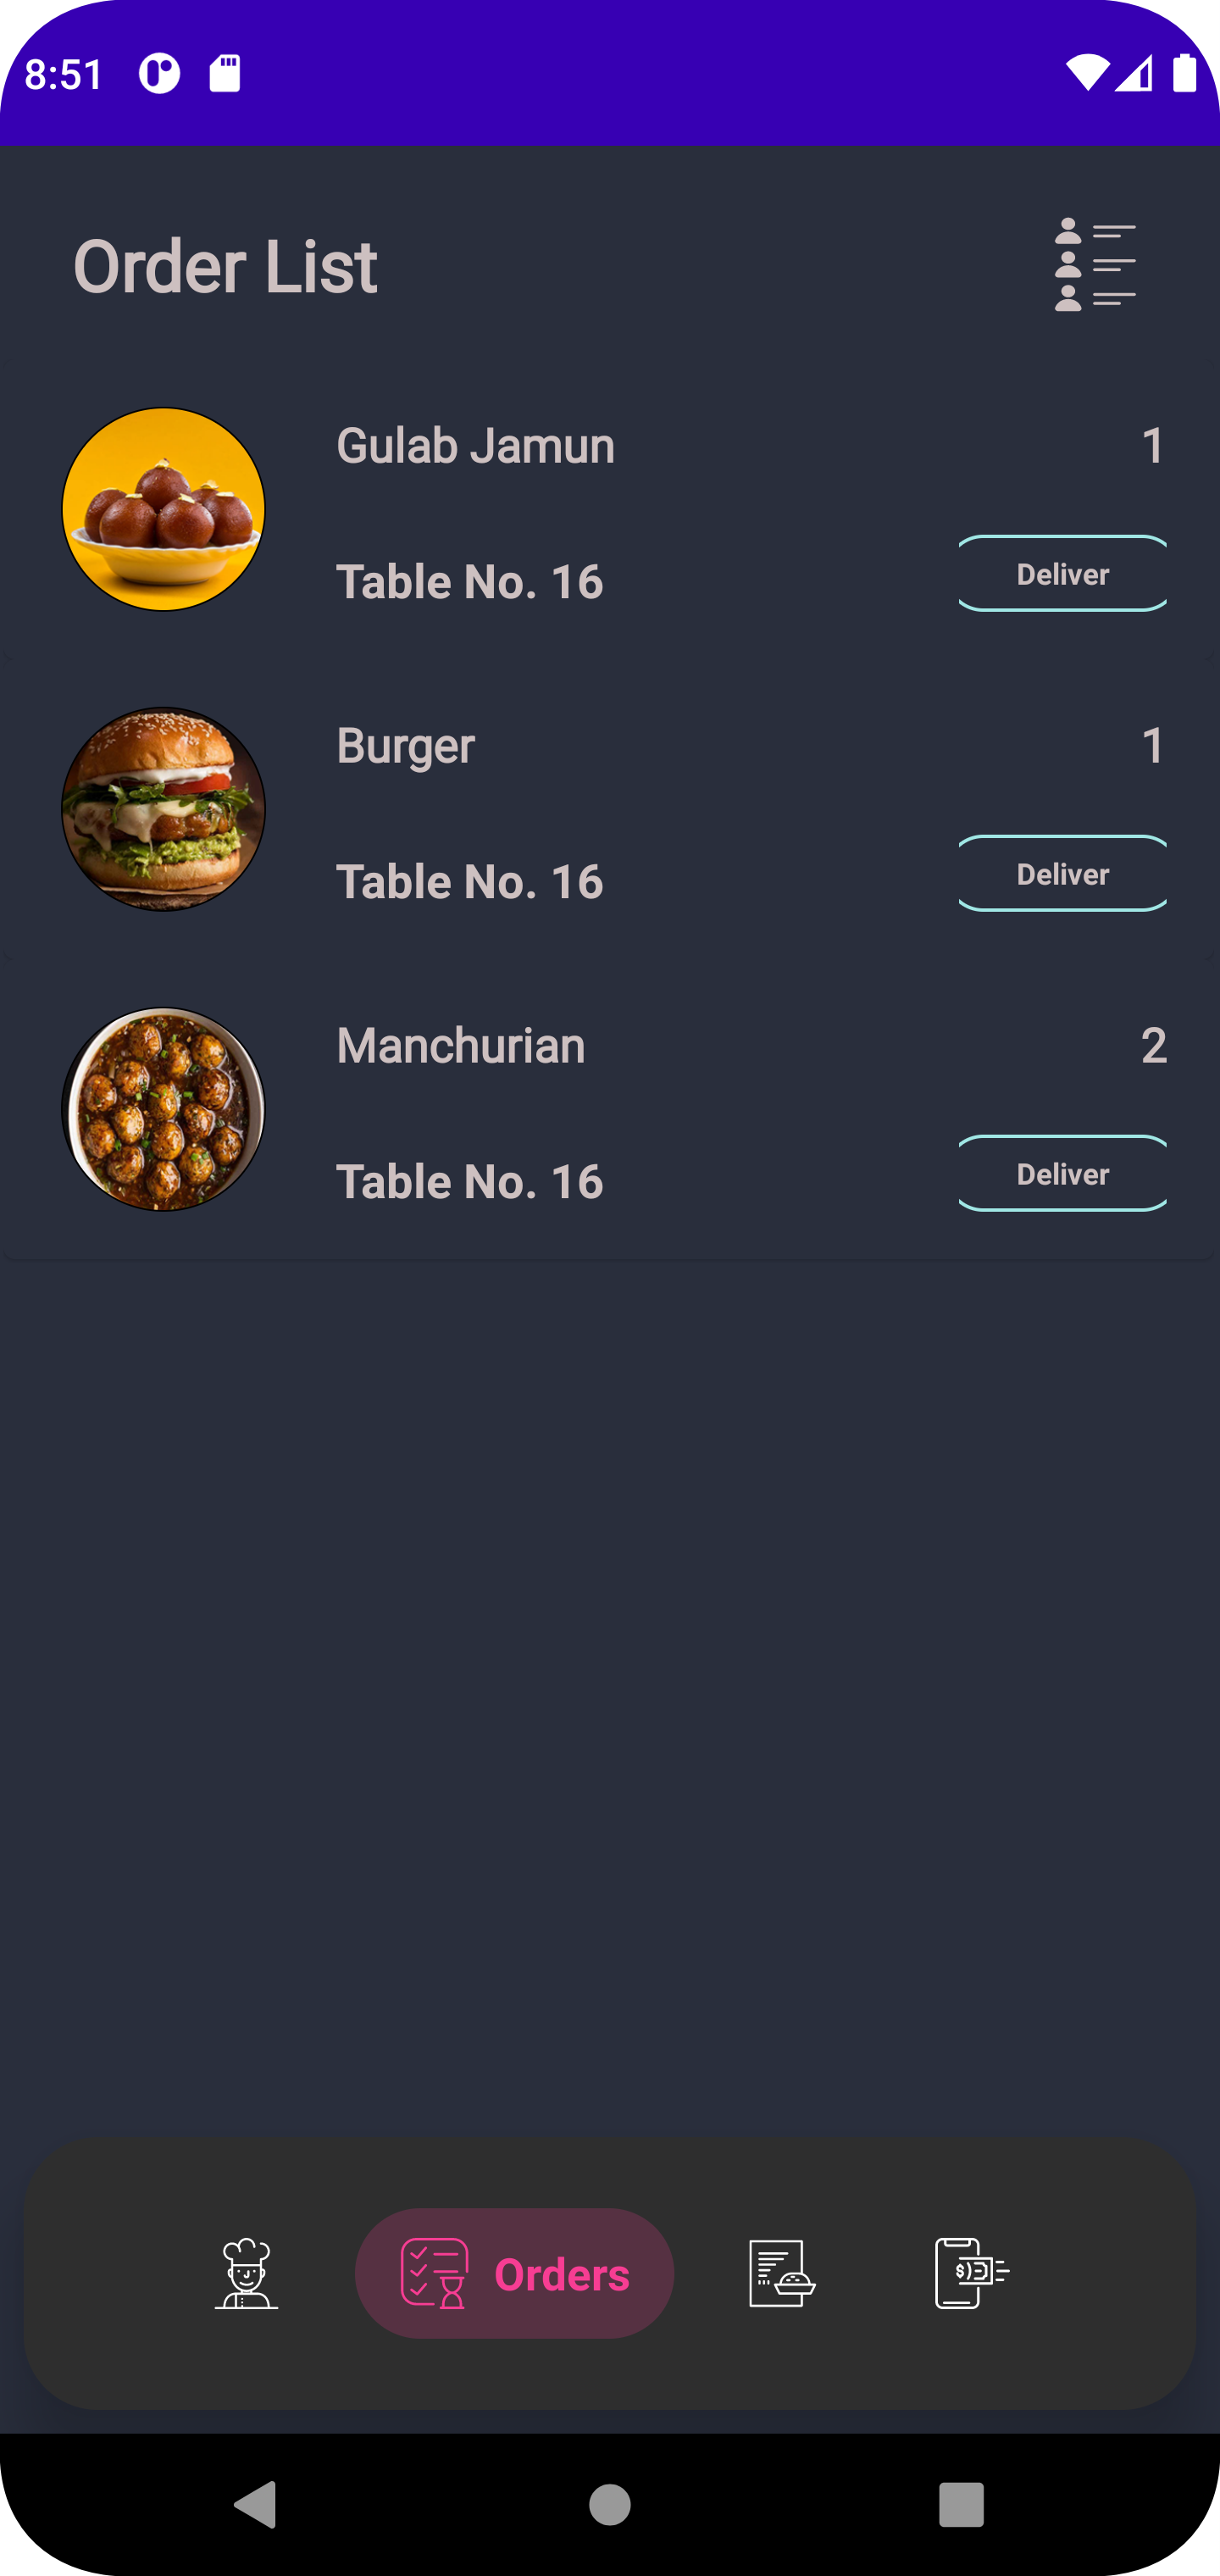 8:51
Order List
Gulab Jamun 1
Table No. 16 Deliver
Burger 1
Table No. 16 Deliver
Manchurian 2
Table No. 16 Deliver
Orders